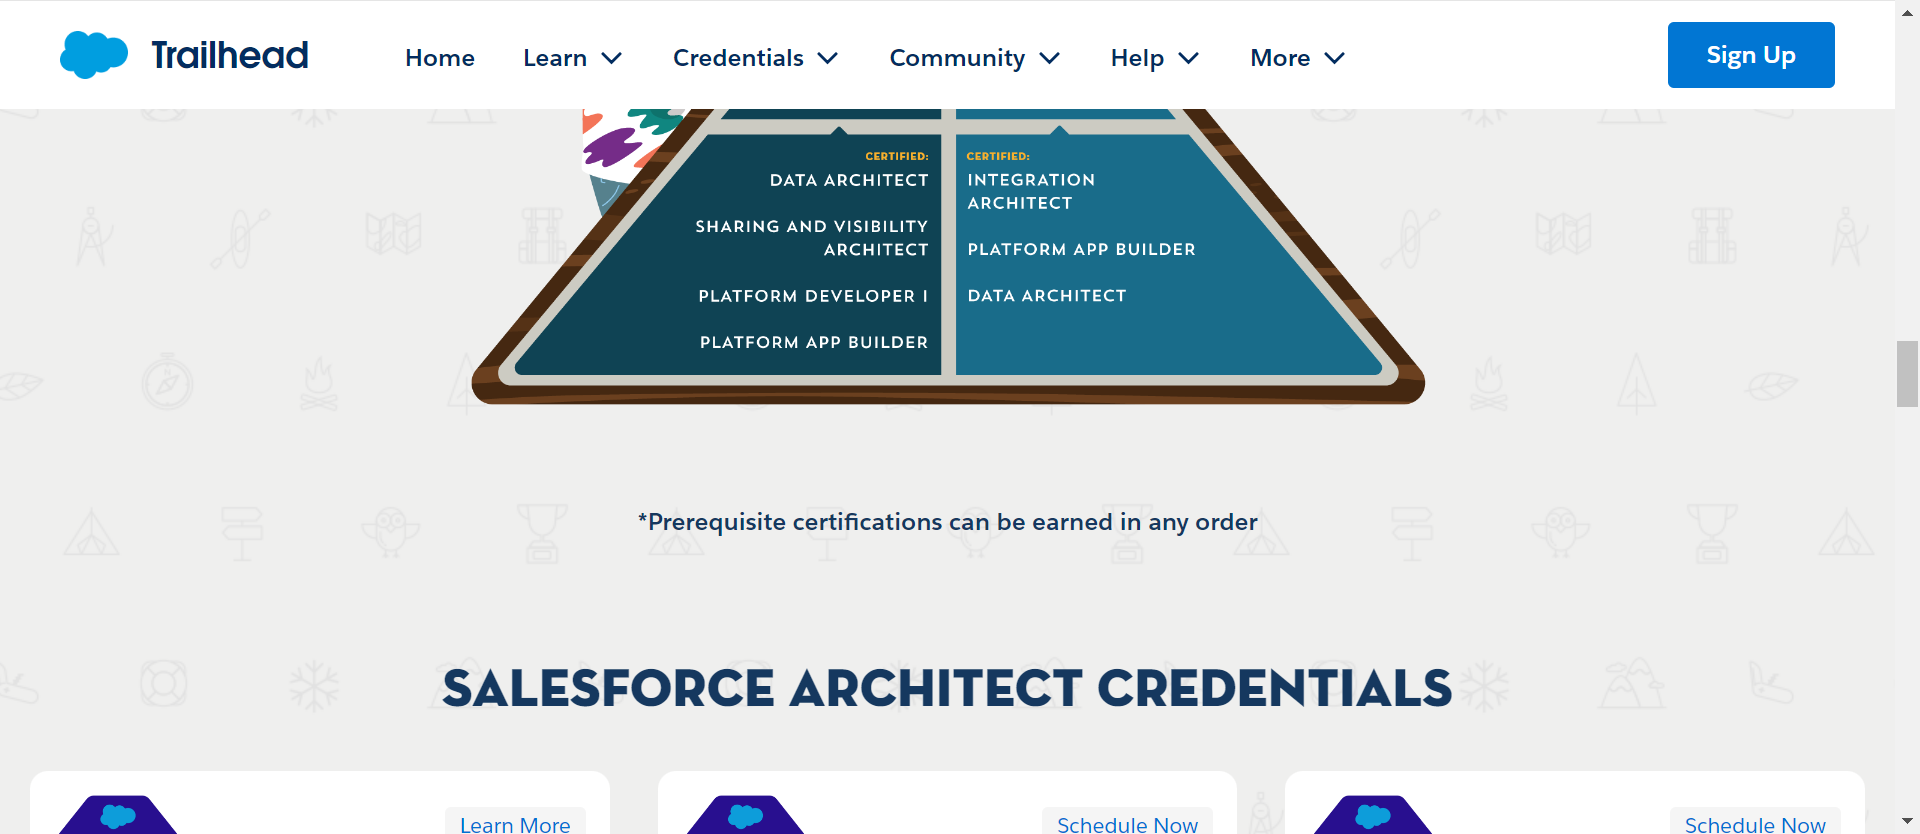 Trailhead
Home
Learn
Credentials
Community
Help
More
Sign Up
CERTIFIED:
DATA ARCHITECT
SHARING AND VISIBILITY
ARCHITECT
PLATFORM DEVELOPER I
PLATFORM APP BUILDER
CERTIFIED:
INTEGRATION
ARCHITECT
PLATFORM APP BUILDER
DATA ARCHITECT
*Prerequisite certifications can be earned in any order
SALESFORCE ARCHITECT CREDENTIALS
Learn More
Schedule Now
Schedule Now